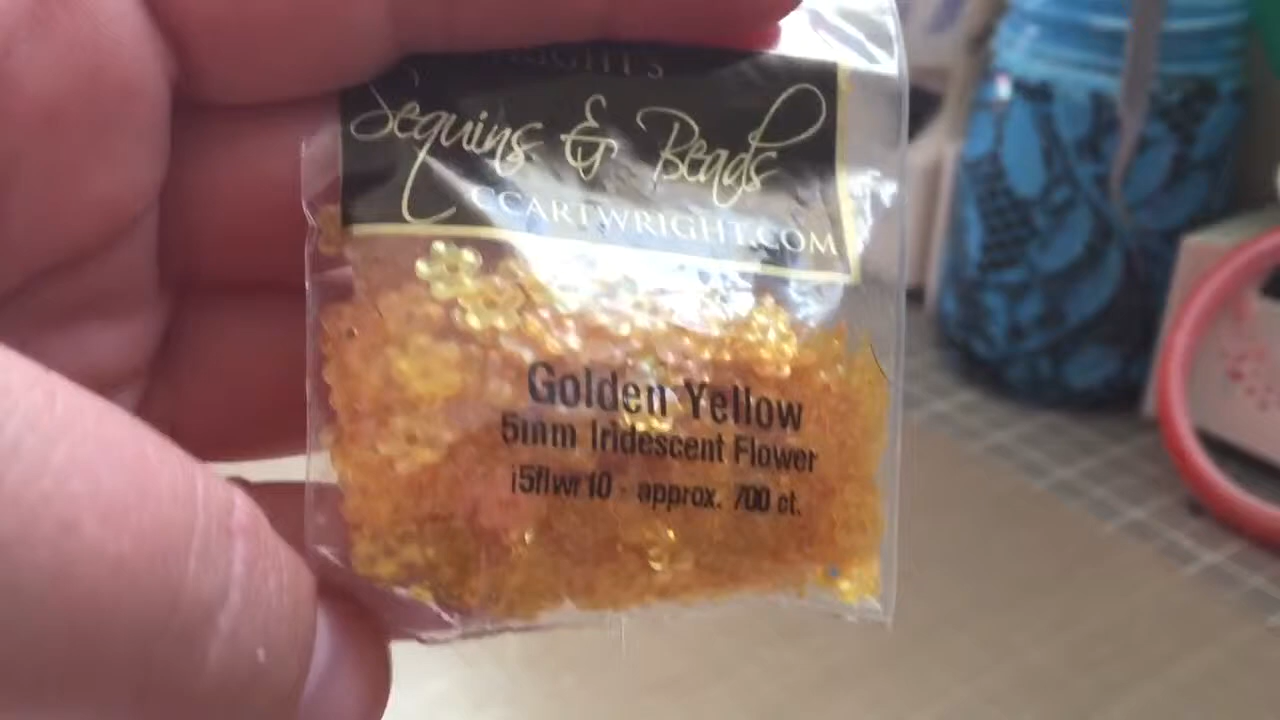 Sequins & Beads
CCARTWRIGHT.COM
Golden Yellow
5mm Iridescent Flower
i5flwr10 - approx. 700 ct.